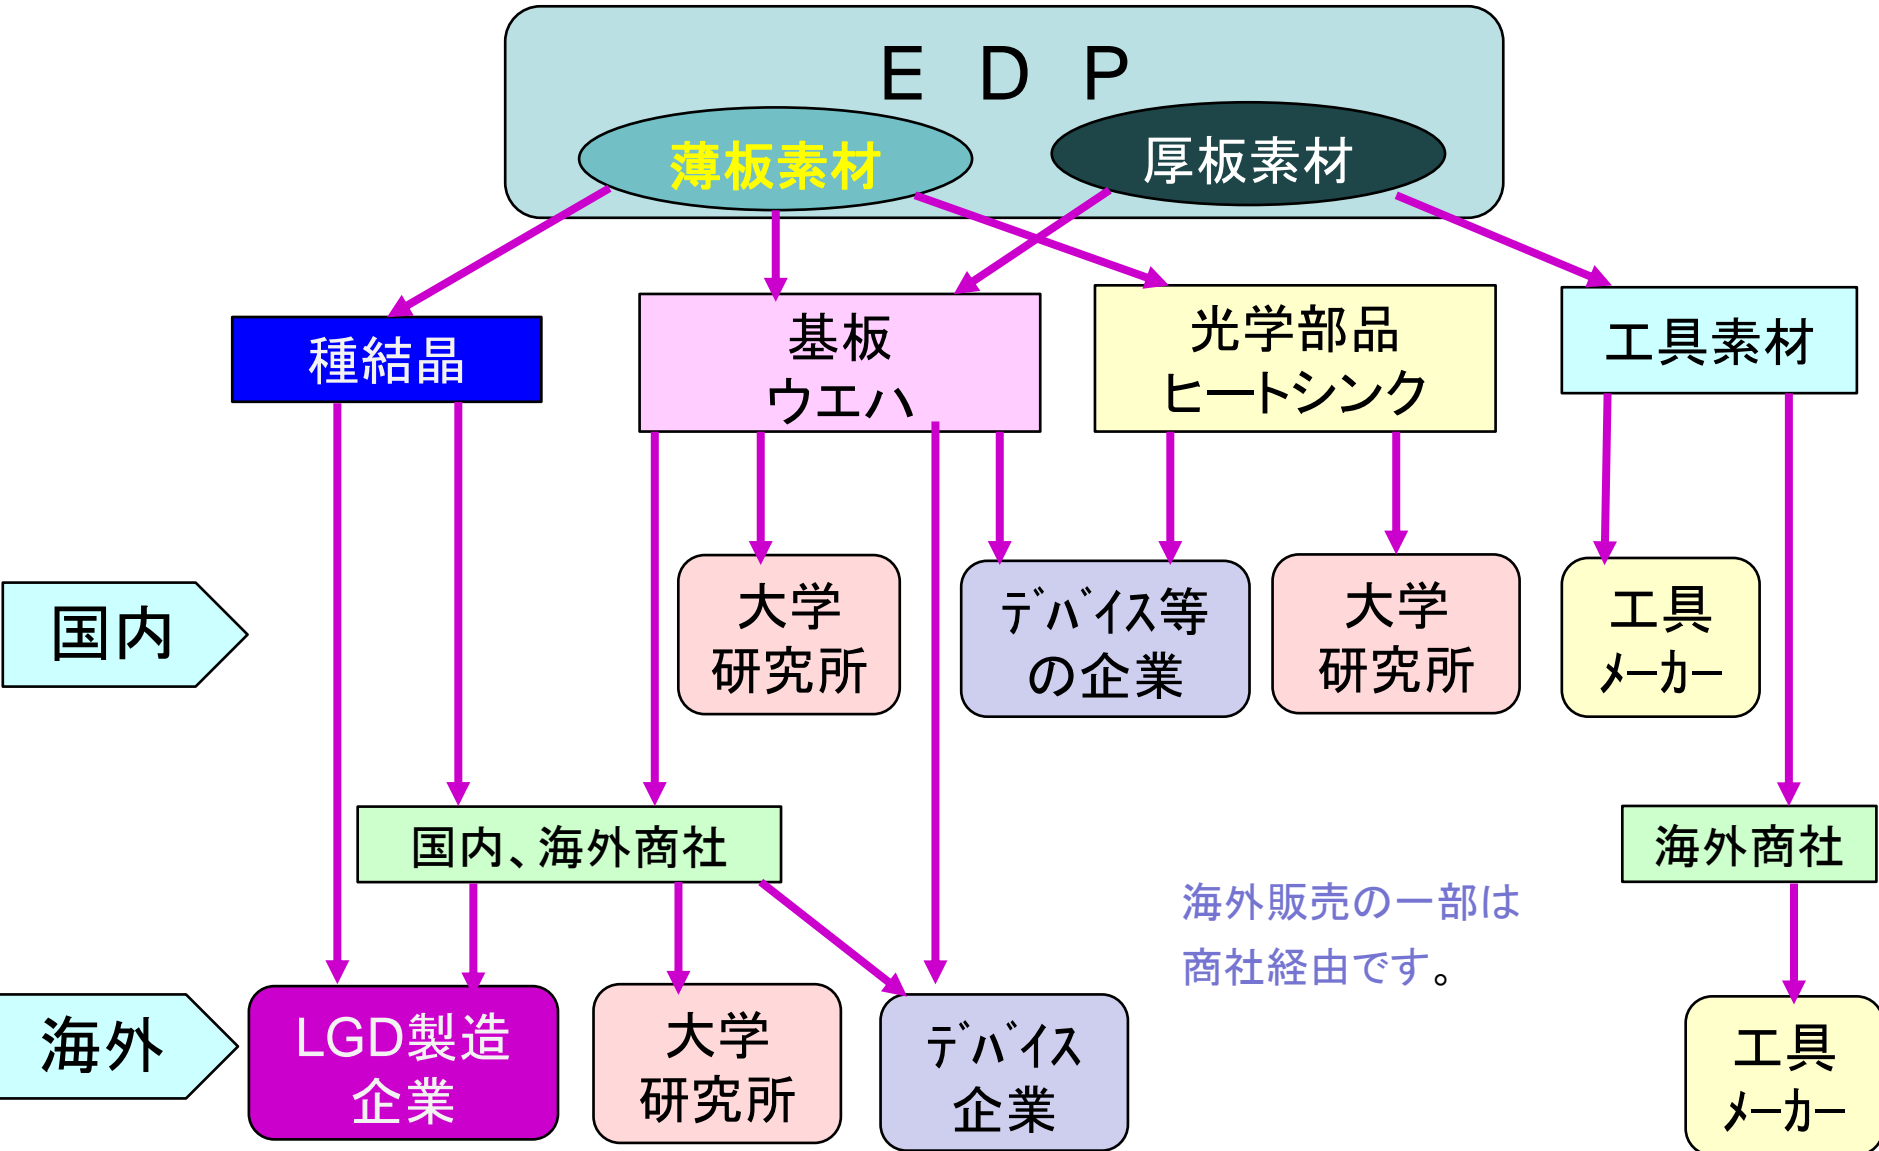 Ｅ　Ｄ　Ｐ
薄板素材
厚板素材
種結晶
基板
ウエハ
光学部品
ヒートシンク
工具素材
国内
大学
研究所
ﾃﾞﾊﾞｲｽ等
の企業
大学
研究所
工具
ﾒｰｶｰ
国内、海外商社
海外商社
海外販売の一部は
商社経由です。
海外
LGD製造
企業
大学
研究所
ﾃﾞﾊﾞｲｽ
企業
工具
ﾒｰｶｰ